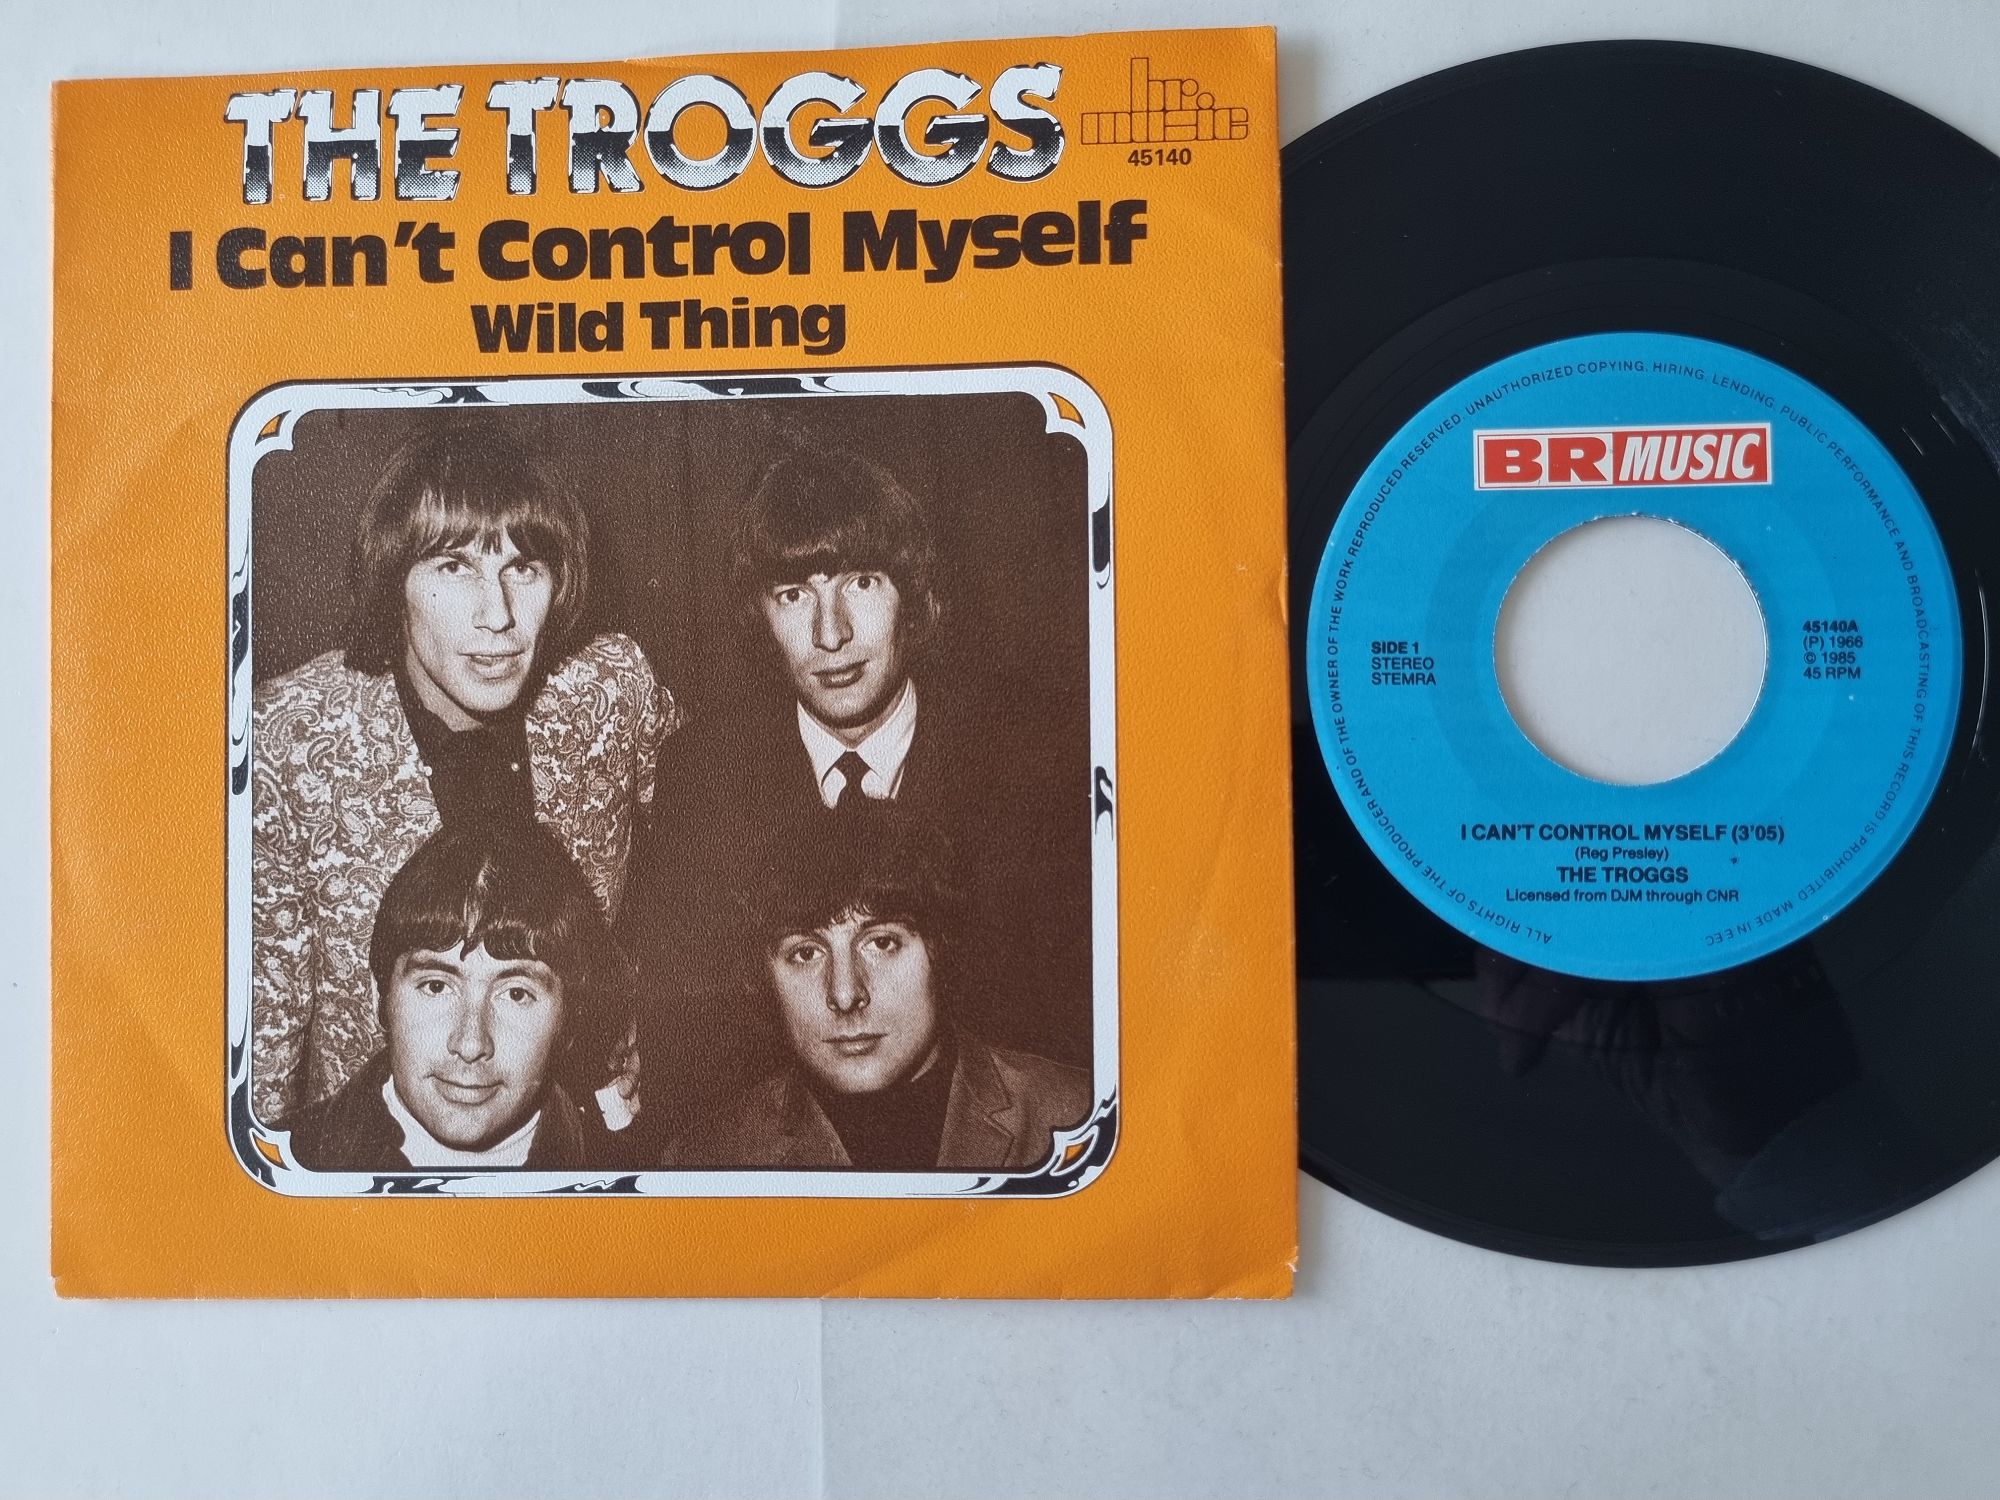 THE TROGGS
br music
45140
I Can't Control Myself
Wild Thing
ALL RIGHTS OF THE PRODUCER AND OF THE OWNER OF THE WORK REPRODUCED RESERVED. UNAUTHORIZED COPYING, HIRING, LENDING, PUBLIC PERFORMANCE AND BROADCASTING OF THIS RECORD IS PROHIBITED. MADE IN EEC.
BR MUSIC
SIDE 1
STEREO
STEMRA
45140A
(P) 1966
© 1985
45 RPM
I CAN'T CONTROL MYSELF (3'05)
(Reg Presley)
THE TROGGS
Licensed from DJM through CNR